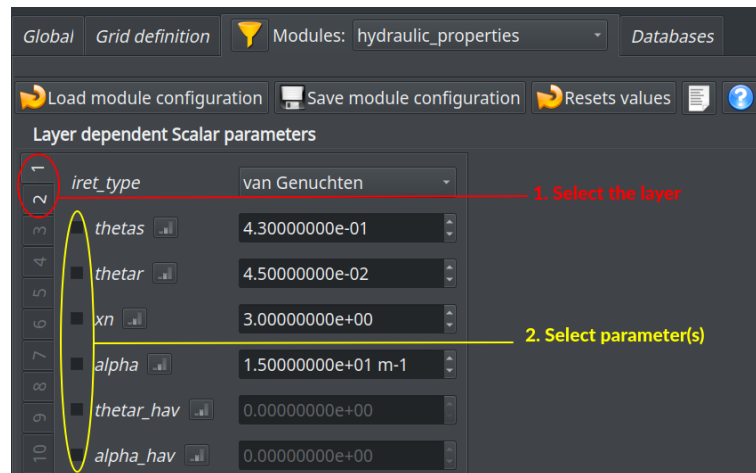 Global Grid definition Modules: hydraulic_properties Databases
Load module configuration Save module configuration Resets values
Layer dependent Scalar parameters
1
iret_type van Genuchten
2
1. Select the layer
3
thetas 4.30000000e-01
4
thetar 4.50000000e-02
5
6
xn 3.00000000e+00
2. Select parameter(s)
7
alpha 1.50000000e+01 m-1
8
9
thetar_hav 0.00000000e+00
10
alpha_hav 0.00000000e+00